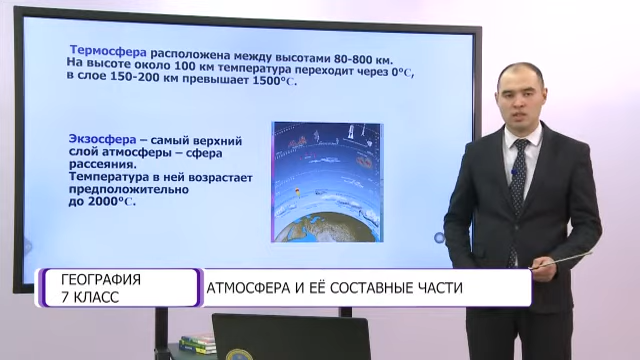 Термосфера расположена между высотами 80-800 км.
На высоте около 100 км температура переходит через 0°С,
в слое 150-200 км превышает 1500°С.
Экзосфера – самый верхний
слой атмосферы – сфера
рассеяния.
Температура в ней возрастает
предположительно
до 2000°С.
ГЕОГРАФИЯ
7 КЛАСС
АТМОСФЕРА И ЕЁ СОСТАВНЫЕ ЧАСТИ